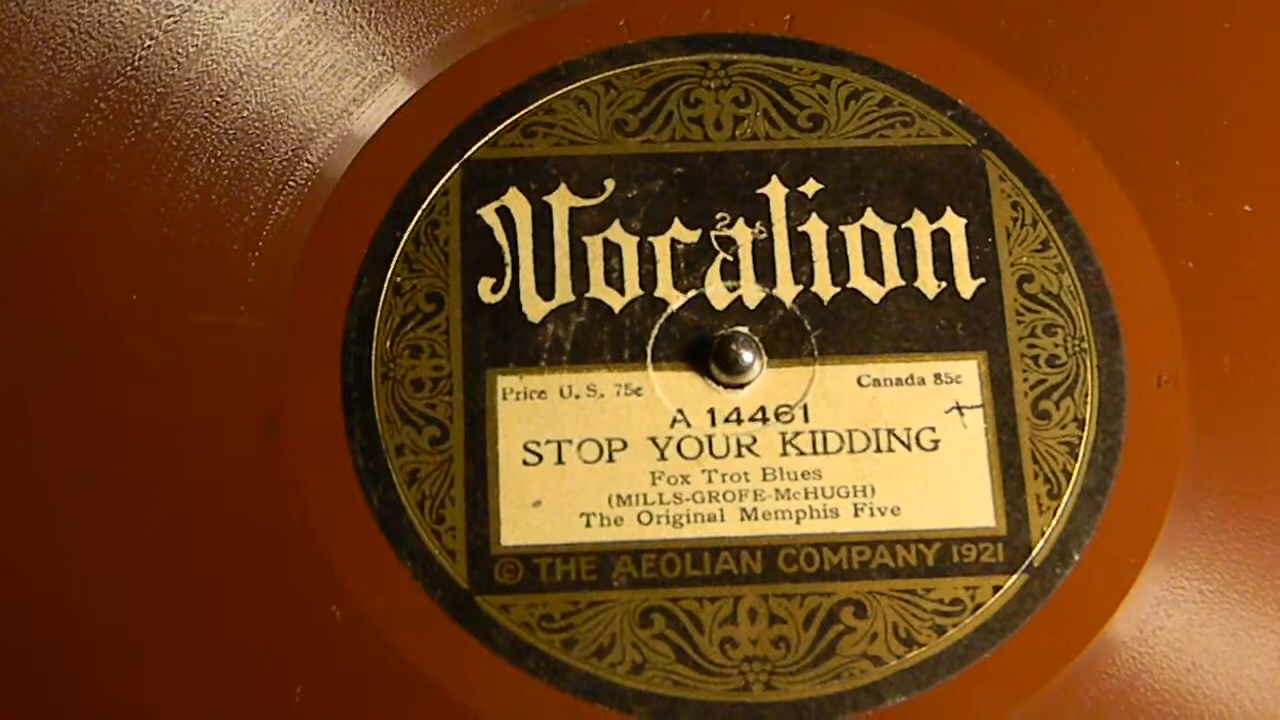 Vocalion
Price U.S. 75c
Canada 85c
A 14461
STOP YOUR KIDDING
Fox Trot Blues
(MILLS-GROFE-McHUGH)
The Original Memphis Five
© THE AEOLIAN COMPANY 1921